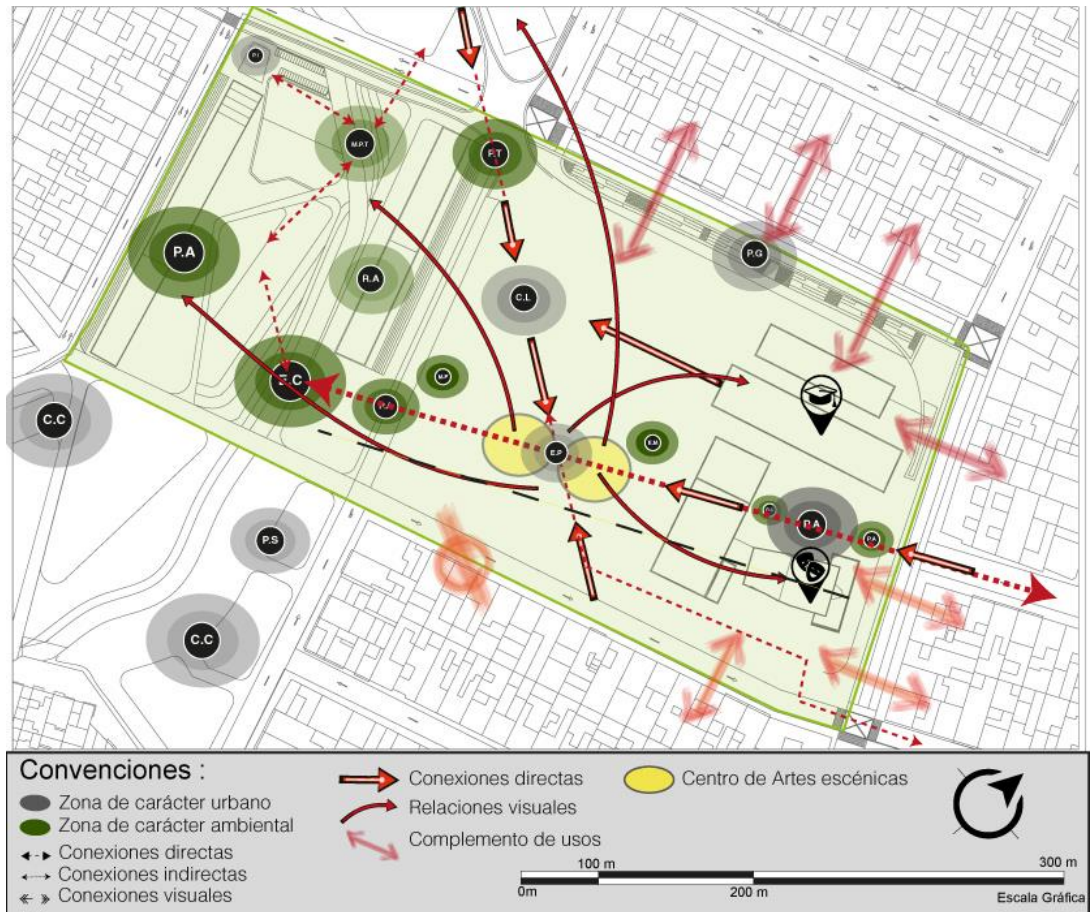 P.T
M.P.T
P.A
R.A
C.L
P.G
E.C
M.P
C.C
E.P
P.A
P.A
P.S
C.C
Convenciones :
Zona de carácter urbano
Zona de carácter ambiental
Conexiones directas
Conexiones indirectas
Conexiones visuales
Conexiones directas
Relaciones visuales
Complemento de usos
Centro de Artes escénicas
100 m
300 m
0m
200 m
Escala Gráfica